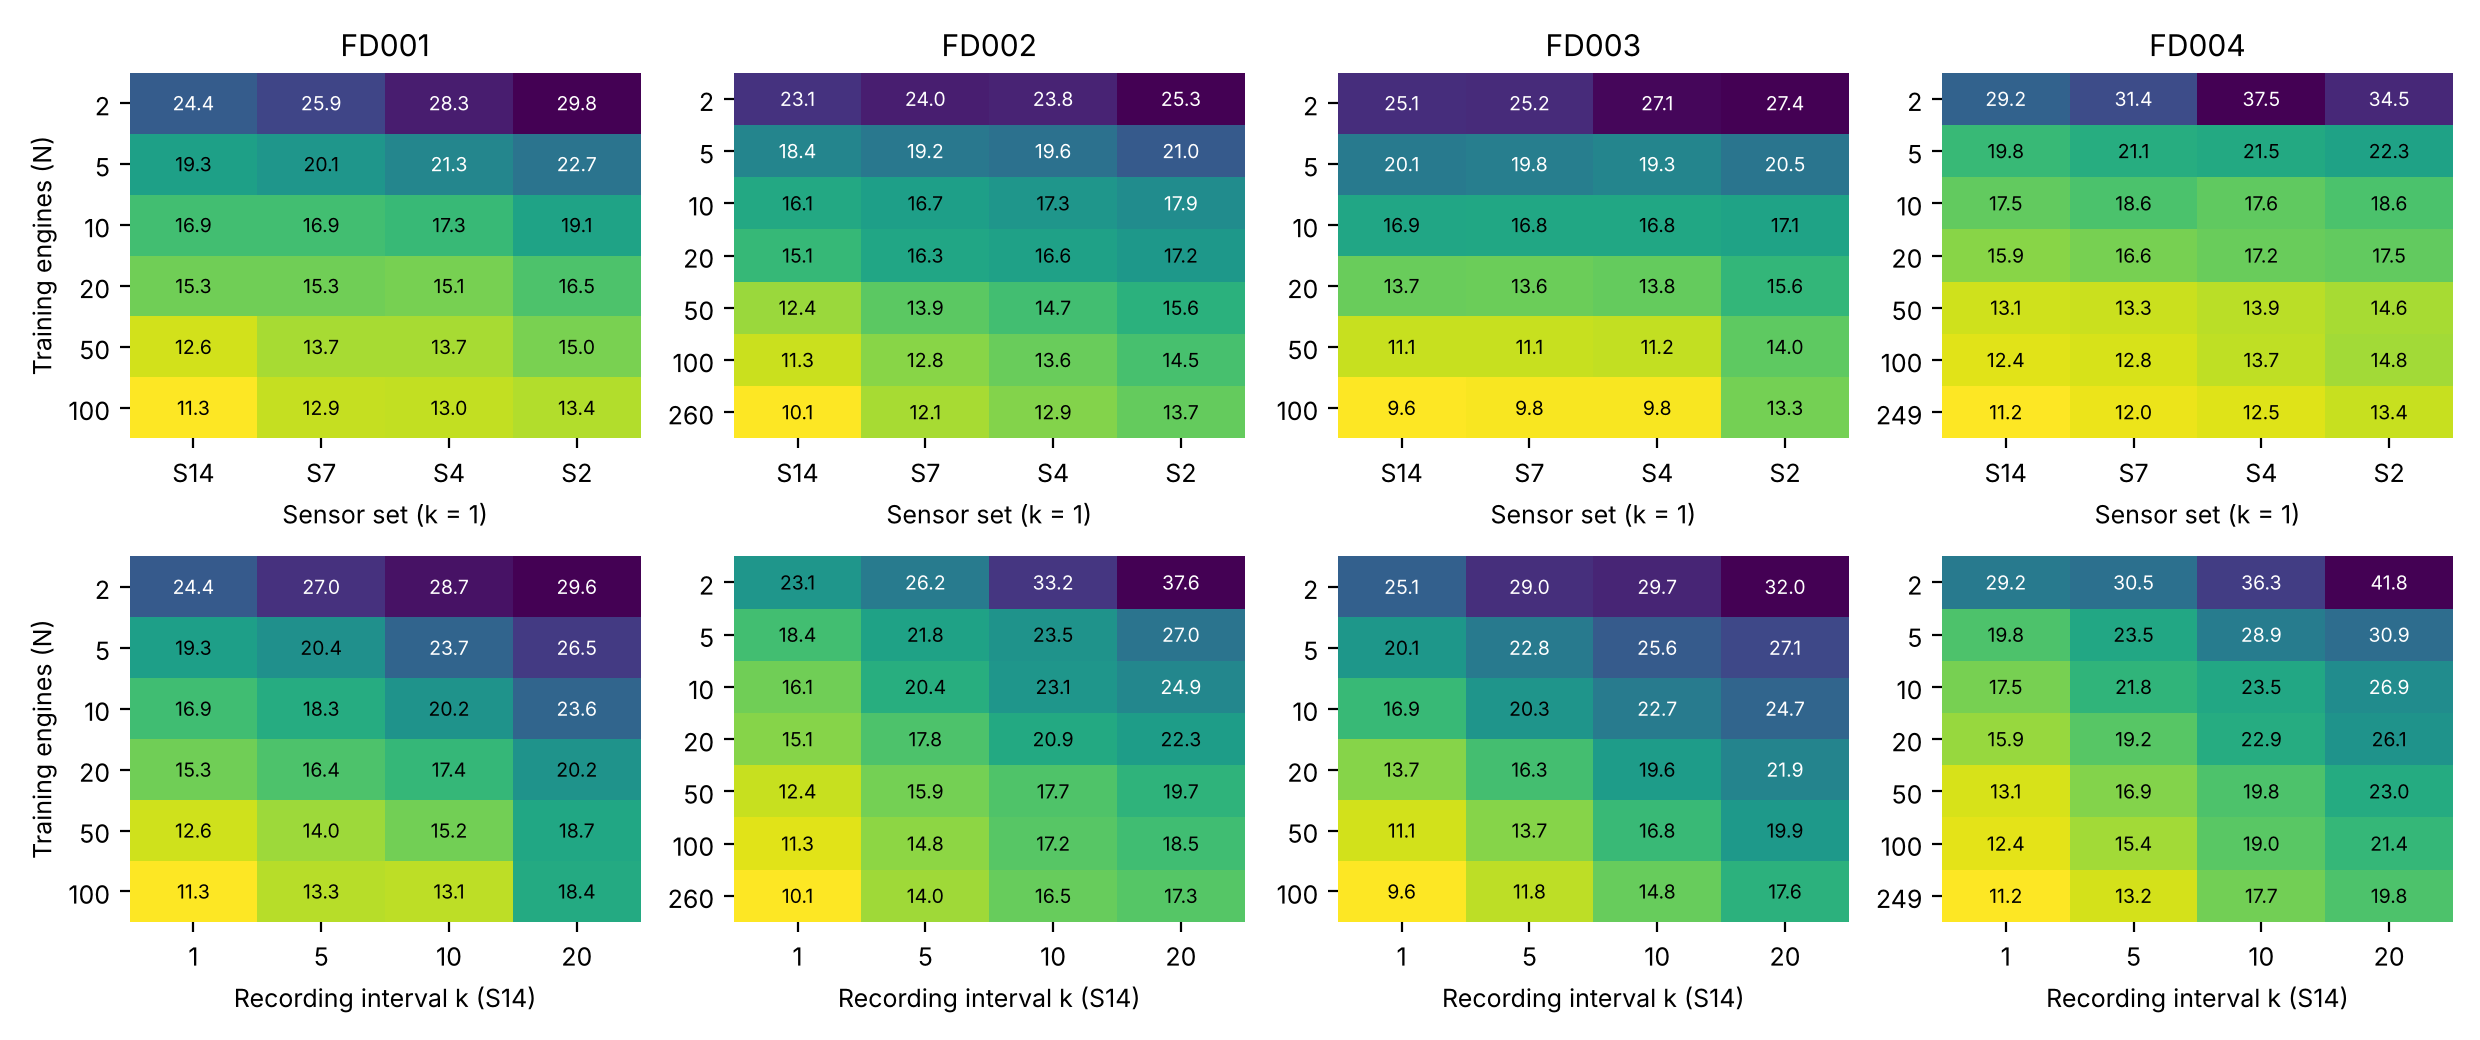 FD001 FD002 FD003 FD004
Training engines (N)
2 24.4 25.9 28.3 29.8
5 19.3 20.1 21.3 22.7
10 16.9 16.9 17.3 19.1
20 15.3 15.3 15.1 16.5
50 12.6 13.7 13.7 15.0
100 11.3 12.9 13.0 13.4
S14 S7 S4 S2
Sensor set (k = 1)
2 23.1 24.0 23.8 25.3
5 18.4 19.2 19.6 21.0
10 16.1 16.7 17.3 17.9
20 15.1 16.3 16.6 17.2
50 12.4 13.9 14.7 15.6
100 11.3 12.8 13.6 14.5
260 10.1 12.1 12.9 13.7
S14 S7 S4 S2
Sensor set (k = 1)
2 25.1 25.2 27.1 27.4
5 20.1 19.8 19.3 20.5
10 16.9 16.8 16.8 17.1
20 13.7 13.6 13.8 15.6
50 11.1 11.1 11.2 14.0
100 9.6 9.8 9.8 13.3
S14 S7 S4 S2
Sensor set (k = 1)
2 29.2 31.4 37.5 34.5
5 19.8 21.1 21.5 22.3
10 17.5 18.6 17.6 18.6
20 15.9 16.6 17.2 17.5
50 13.1 13.3 13.9 14.6
100 12.4 12.8 13.7 14.8
249 11.2 12.0 12.5 13.4
S14 S7 S4 S2
Sensor set (k = 1)
Training engines (N)
2 24.4 27.0 28.7 29.6
5 19.3 20.4 23.7 26.5
10 16.9 18.3 20.2 23.6
20 15.3 16.4 17.4 20.2
50 12.6 14.0 15.2 18.7
100 11.3 13.3 13.1 18.4
1 5 10 20
Recording interval k (S14)
2 23.1 26.2 33.2 37.6
5 18.4 21.8 23.5 27.0
10 16.1 20.4 23.1 24.9
20 15.1 17.8 20.9 22.3
50 12.4 15.9 17.7 19.7
100 11.3 14.8 17.2 18.5
260 10.1 14.0 16.5 17.3
1 5 10 20
Recording interval k (S14)
2 25.1 29.0 29.7 32.0
5 20.1 22.8 25.6 27.1
10 16.9 20.3 22.7 24.7
20 13.7 16.3 19.6 21.9
50 11.1 13.7 16.8 19.9
100 9.6 11.8 14.8 17.6
1 5 10 20
Recording interval k (S14)
2 29.2 30.5 36.3 41.8
5 19.8 23.5 28.9 30.9
10 17.5 21.8 23.5 26.9
20 15.9 19.2 22.9 26.1
50 13.1 16.9 19.8 23.0
100 12.4 15.4 19.0 21.4
249 11.2 13.2 17.7 19.8
1 5 10 20
Recording interval k (S14)